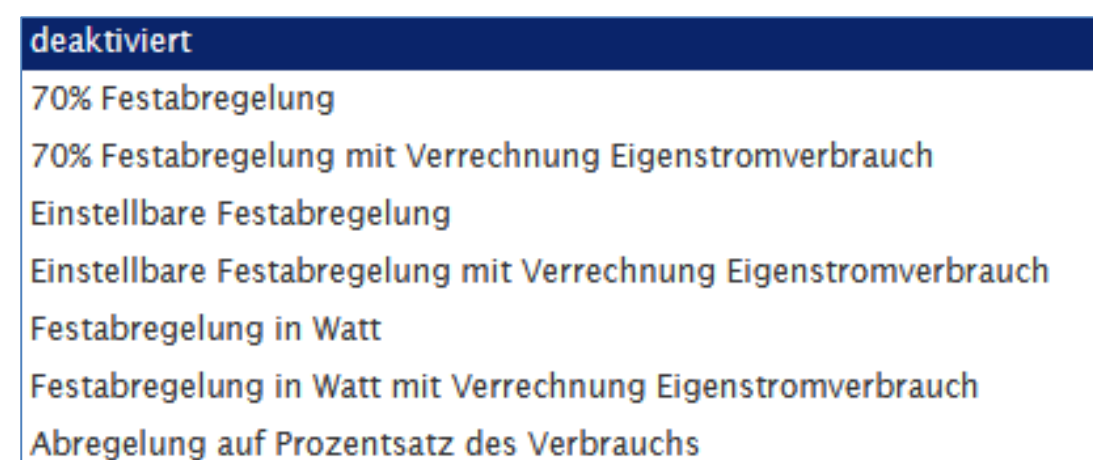 deaktiviert
70% Festabregelung
70% Festabregelung mit Verrechnung Eigenstromverbrauch
Einstellbare Festabregelung
Einstellbare Festabregelung mit Verrechnung Eigenstromverbrauch
Festabregelung in Watt
Festabregelung in Watt mit Verrechnung Eigenstromverbrauch
Abregelung auf Prozentsatz des Verbrauchs